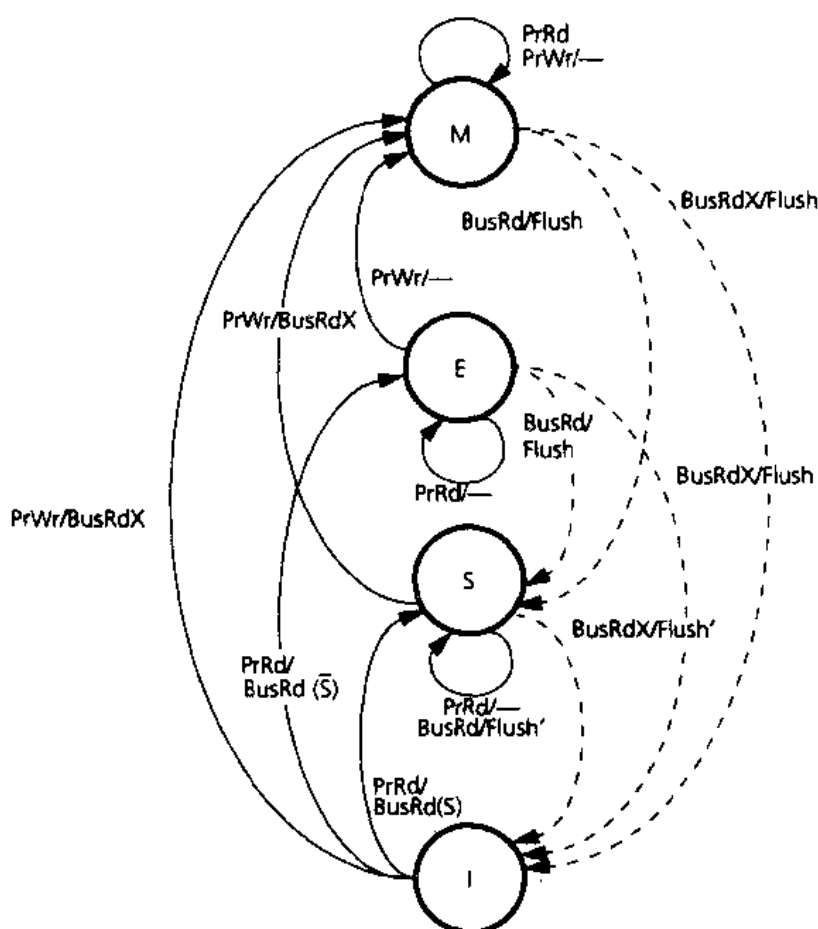 PrRd
PrWr/—
M
BusRdX/Flush
BusRd/Flush
PrWr/—
PrWr/BusRdX
E
BusRd/
Flush
PrRd/—
BusRdX/Flush
PrWr/BusRdX
S
BusRdX/Flush′
PrRd/
BusRd (S̅)
PrRd/—
BusRd/Flush′
PrRd/
BusRd(S)
I